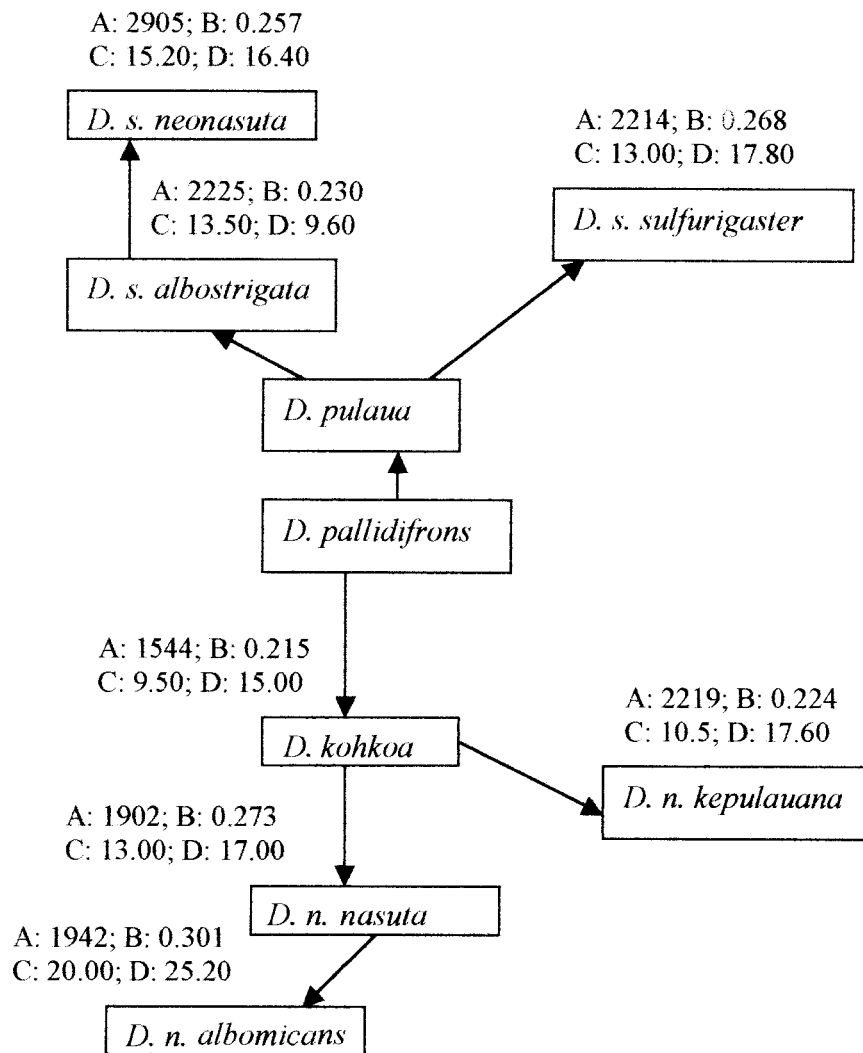 A: 2905; B: 0.257
C: 15.20; D: 16.40
D. s. neonasuta
A: 2214; B: 0.268
C: 13.00; D: 17.80
D. s. sulfurigaster
A: 2225; B: 0.230
C: 13.50; D: 9.60
D. s. albostrigata
D. pulaua
D. pallidifrons
A: 1544; B: 0.215
C: 9.50; D: 15.00
D. kohkoa
A: 2219; B: 0.224
C: 10.5; D: 17.60
D. n. kepulauana
A: 1902; B: 0.273
C: 13.00; D: 17.00
D. n. nasuta
A: 1942; B: 0.301
C: 20.00; D: 25.20
D. n. albomicans